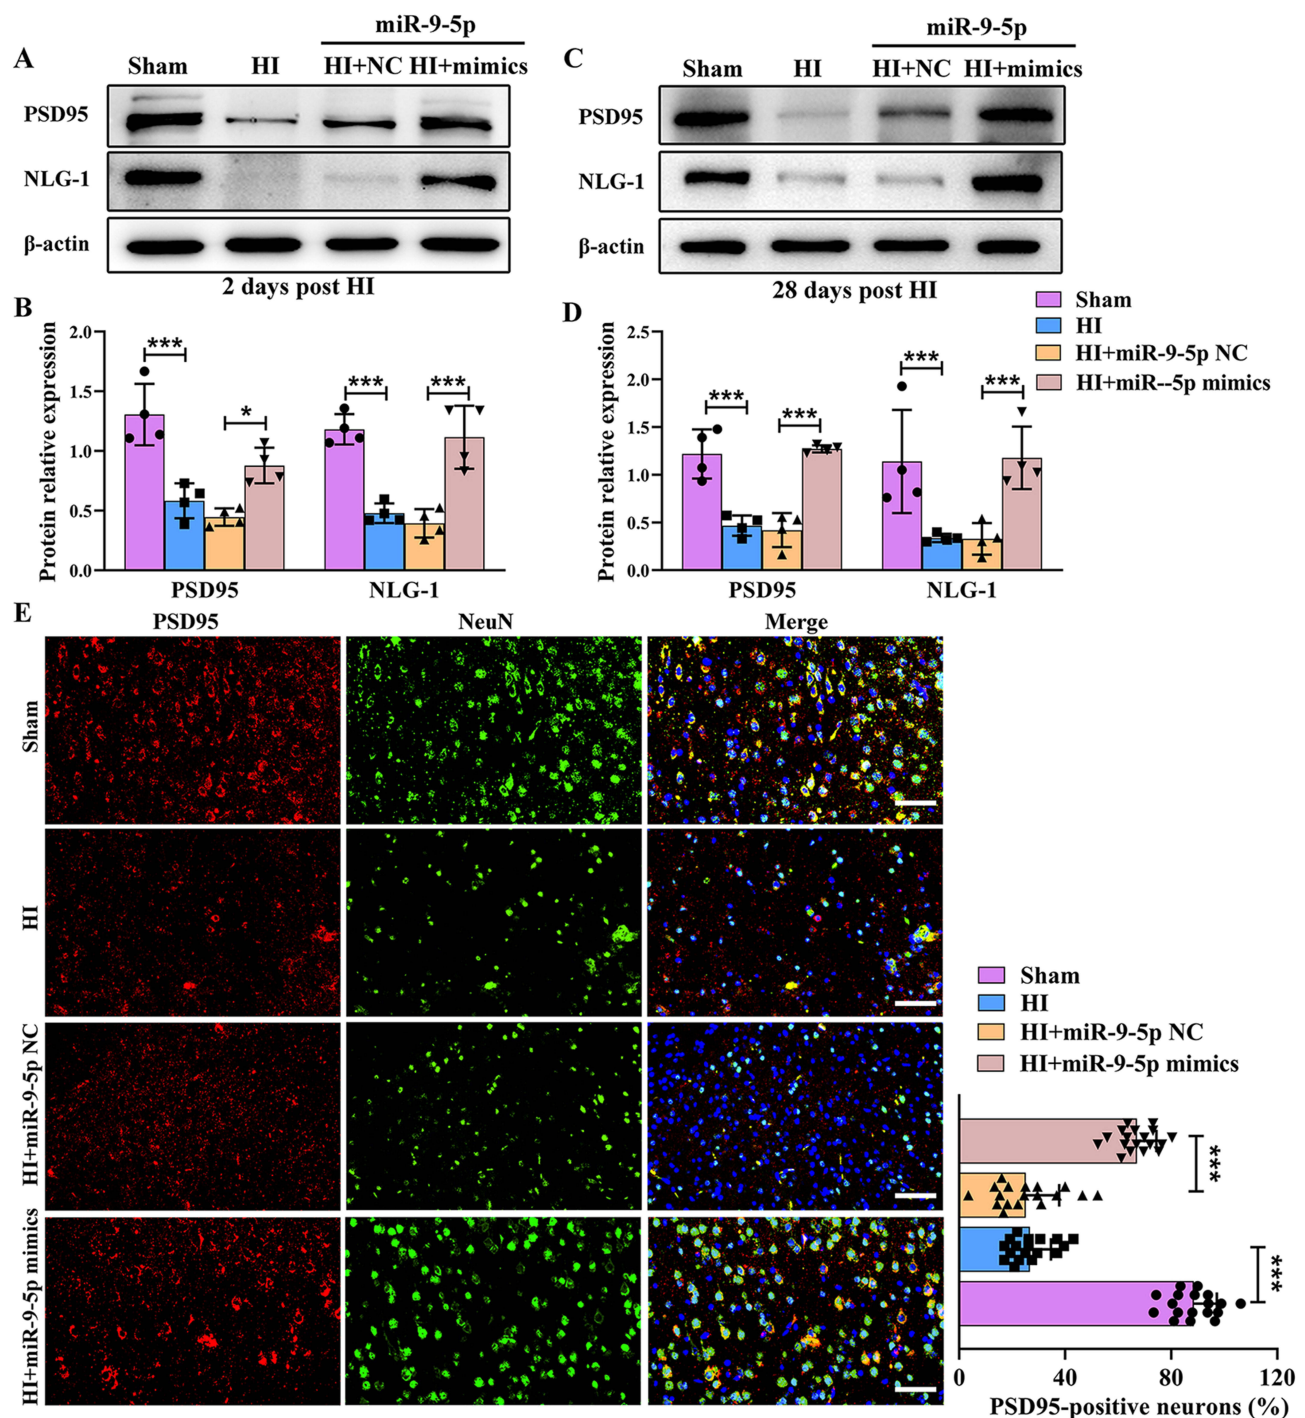 miR-9-5p
A Sham HI HI+NC HI+mimics
PSD95
NLG-1
β-actin
2 days post HI
miR-9-5p
C Sham HI HI+NC HI+mimics
PSD95
NLG-1
β-actin
28 days post HI
B
Protein relative expression
2.0
1.5
1.0
0.5
0.0
***
*
***
***
PSD95 NLG-1
D
Protein relative expression
2.5
2.0
1.5
1.0
0.5
0.0
***
***
***
***
PSD95 NLG-1
Sham
HI
HI+miR-9-5p NC
HI+miR--5p mimics
E
PSD95 NeuN Merge
Sham
HI
HI+miR-9-5p NC
HI+miR-9-5p mimics
Sham
HI
HI+miR-9-5p NC
HI+miR-9-5p mimics
***
***
0 40 80 120
PSD95-positive neurons (%)